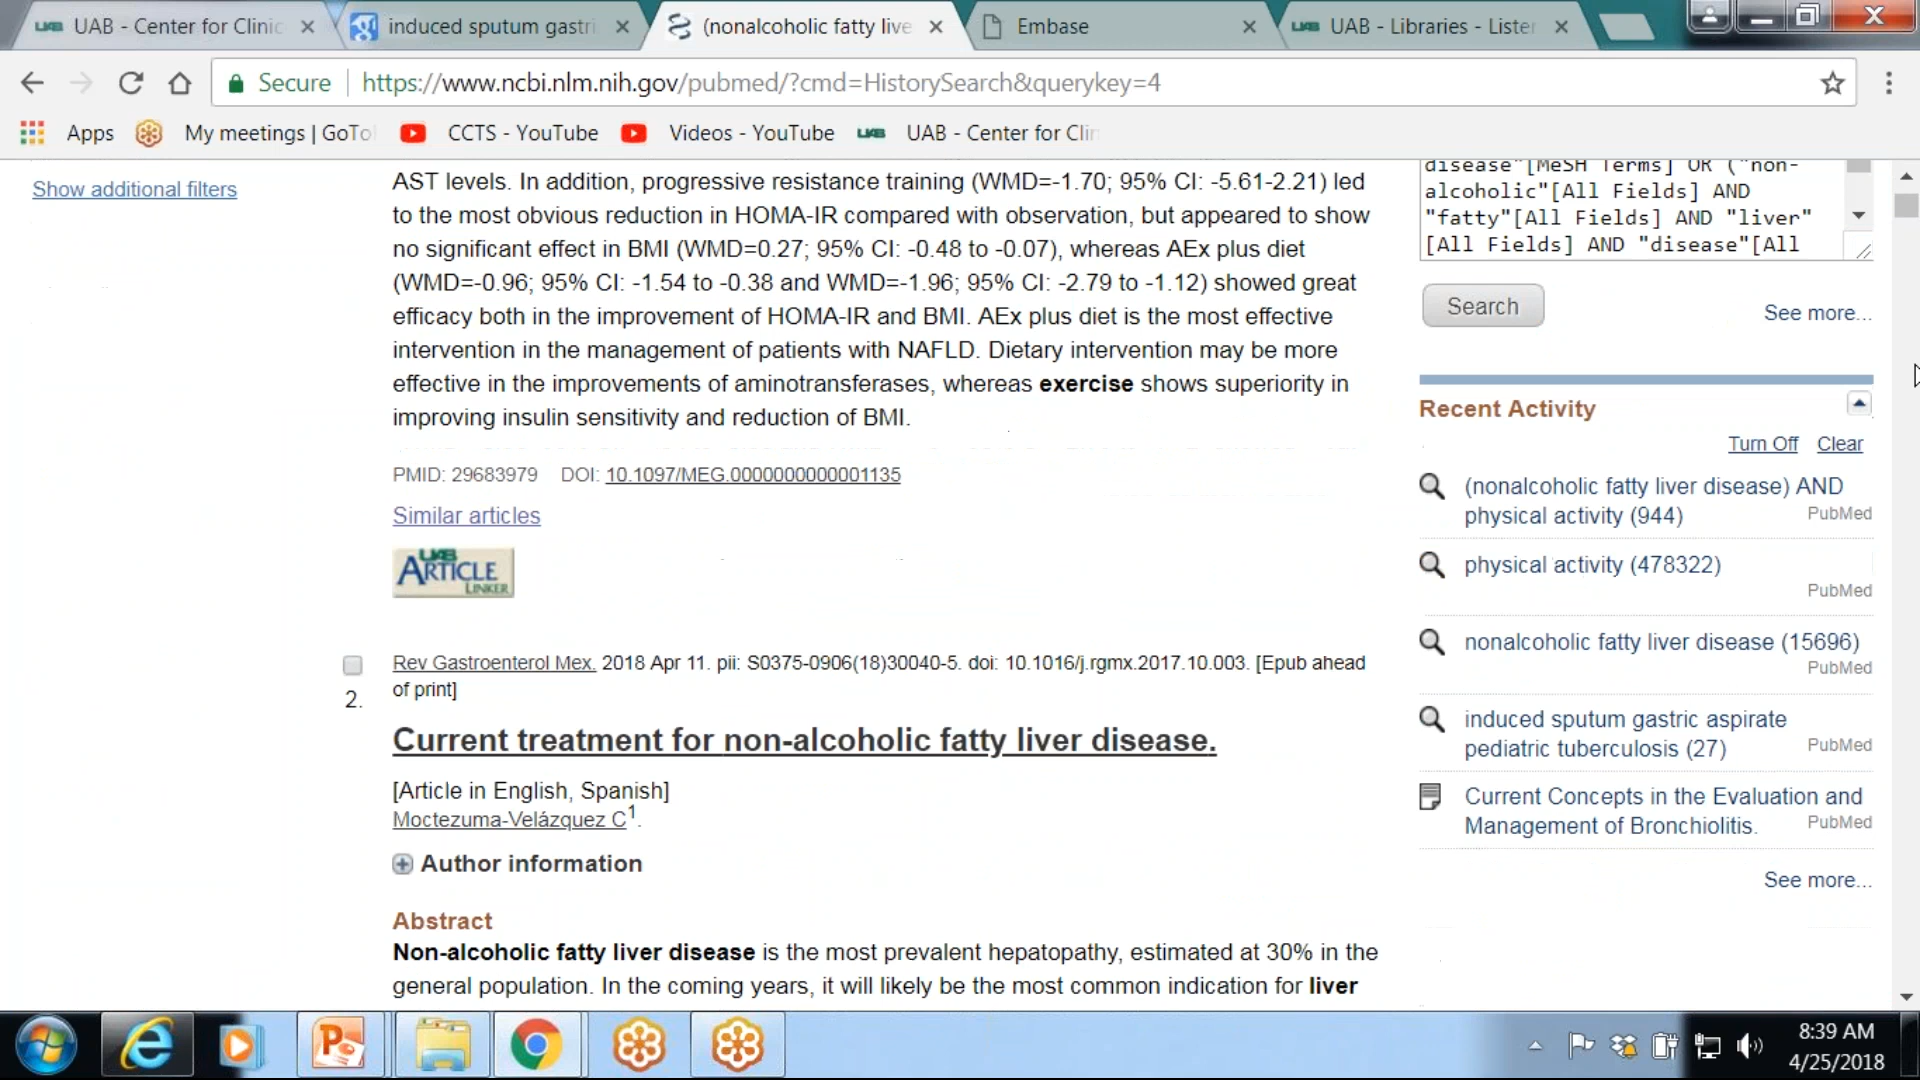 UAB - Center for Clinic
induced sputum gastri
(nonalcoholic fatty live
Embase
UAB - Libraries - Lister
Secure
https://www.ncbi.nlm.nih.gov/pubmed/?cmd=HistorySearch&querykey=4
Apps
My meetings | GoTo
CCTS - YouTube
Videos - YouTube
UAB - Center for Clin
Show additional filters
AST levels. In addition, progressive resistance training (WMD=-1.70; 95% CI: -5.61-2.21) led
to the most obvious reduction in HOMA-IR compared with observation, but appeared to show
no significant effect in BMI (WMD=0.27; 95% CI: -0.48 to -0.07), whereas AEx plus diet
(WMD=-0.96; 95% CI: -1.54 to -0.38 and WMD=-1.96; 95% CI: -2.79 to -1.12) showed great
efficacy both in the improvement of HOMA-IR and BMI. AEx plus diet is the most effective
intervention in the management of patients with NAFLD. Dietary intervention may be more
effective in the improvements of aminotransferases, whereas exercise shows superiority in
improving insulin sensitivity and reduction of BMI.
PMID: 29683979 DOI: 10.1097/MEG.0000000000001135
Similar articles
UAB
ARTICLE
LINKER
2.
Rev Gastroenterol Mex. 2018 Apr 11. pii: S0375-0906(18)30040-5. doi: 10.1016/j.rgmx.2017.10.003. [Epub ahead
of print]
Current treatment for non-alcoholic fatty liver disease.
[Article in English, Spanish]
Moctezuma-Velázquez C1.
Author information
Abstract
Non-alcoholic fatty liver disease is the most prevalent hepatopathy, estimated at 30% in the
general population. In the coming years, it will likely be the most common indication for liver
disease"[MeSH Terms] OR ("non-
alcoholic"[All Fields] AND
"fatty"[All Fields] AND "liver"
[All Fields] AND "disease"[All
Search
See more...
Recent Activity
Turn Off Clear
(nonalcoholic fatty liver disease) AND
physical activity (944)
PubMed
physical activity (478322)
PubMed
nonalcoholic fatty liver disease (15696)
PubMed
induced sputum gastric aspirate
pediatric tuberculosis (27)
PubMed
Current Concepts in the Evaluation and
Management of Bronchiolitis.
PubMed
See more...
8:39 AM
4/25/2018